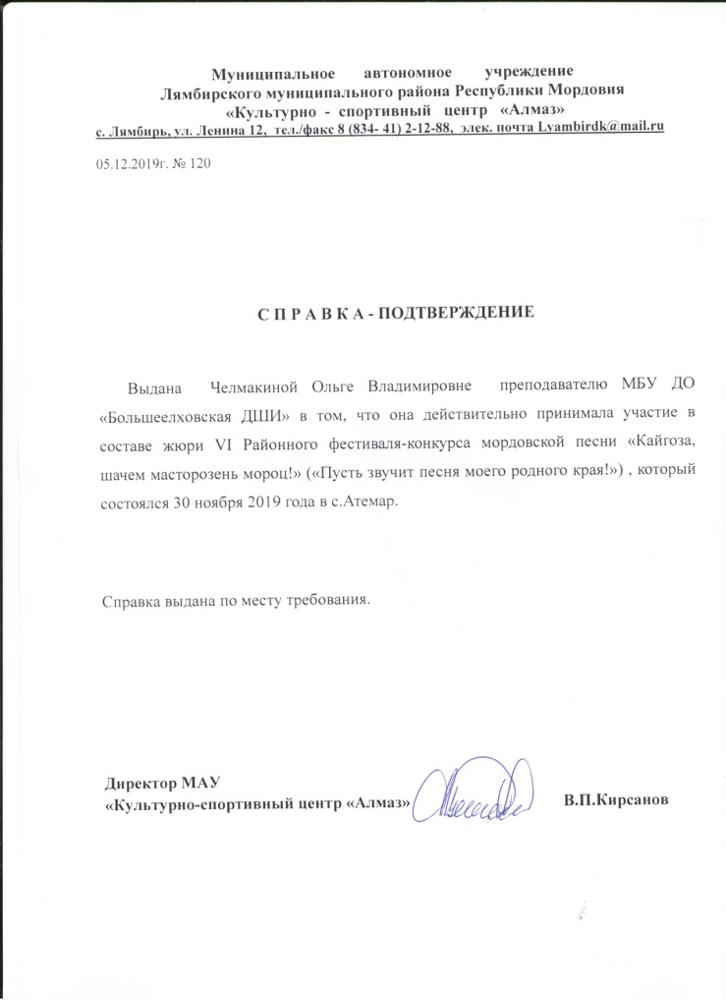 Муниципальное автономное учреждение
Лямбирского муниципального района Республики Мордовия
«Культурно - спортивный центр «Алмаз»
с. Лямбирь, ул. Ленина 12, тел./факс 8 (834- 41) 2-12-88, элек. почта Lyambirdk@mail.ru
05.12.2019г. № 120
С П Р А В К А - ПОДТВЕРЖДЕНИЕ
Выдана Челмакиной Ольге Владимировне преподавателю МБУ ДО
«Большеелховская ДШИ» в том, что она действительно принимала участие в
составе жюри VI Районного фестиваля-конкурса мордовской песни «Кайгоза,
шачем масторозень мороц!» («Пусть звучит песня моего родного края!») , который
состоялся 30 ноября 2019 года в с.Атемар.
Справка выдана по месту требования.
Директор МАУ
«Культурно-спортивный центр «Алмаз»
В.П.Кирсанов